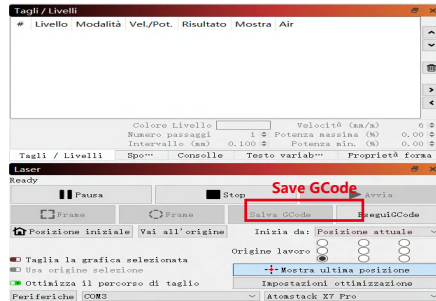 Tagli / Livelli
# Livello Modalità Vel./Pot. Risultato Mostra Air
Colore Livello Velocità (mm/m) 6
Numero passaggi 1 Potenza massima (%) 0.00
Intervallo (mm) 0.100 Potenza min. (%) 0.00
Tagli / Livelli Spo… Consolle Testo variab… Proprietà forma
Laser
Ready
Save GCode
Pausa Stop Avvia
Frame Frame Salva GCode EseguiGCode
Posizione iniziale Vai all'origine Inizia da: Posizione attuale
Origine lavoro
Taglia la grafica selezionata
Usa origine selezione Mostra ultima posizione
Ottimizza il percorso di taglio Impostazioni ottimizzazione
Periferiche COM3 Atomstack X7 Pro